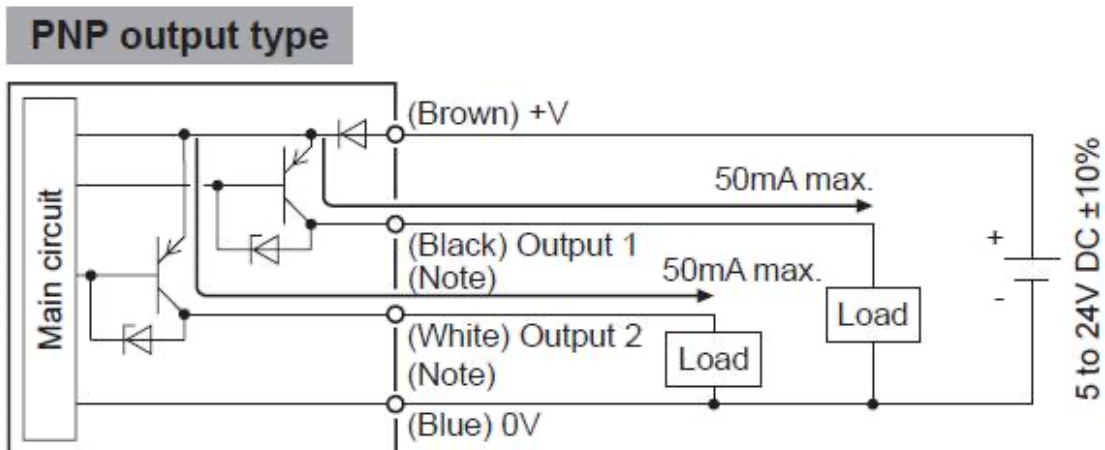 PNP output type
(Brown) +V
50mA max.
(Black) Output 1
(Note)
50mA max.
(White) Output 2
(Note)
(Blue) 0V
Main circuit
Load
Load
+
-
5 to 24V DC ±10%